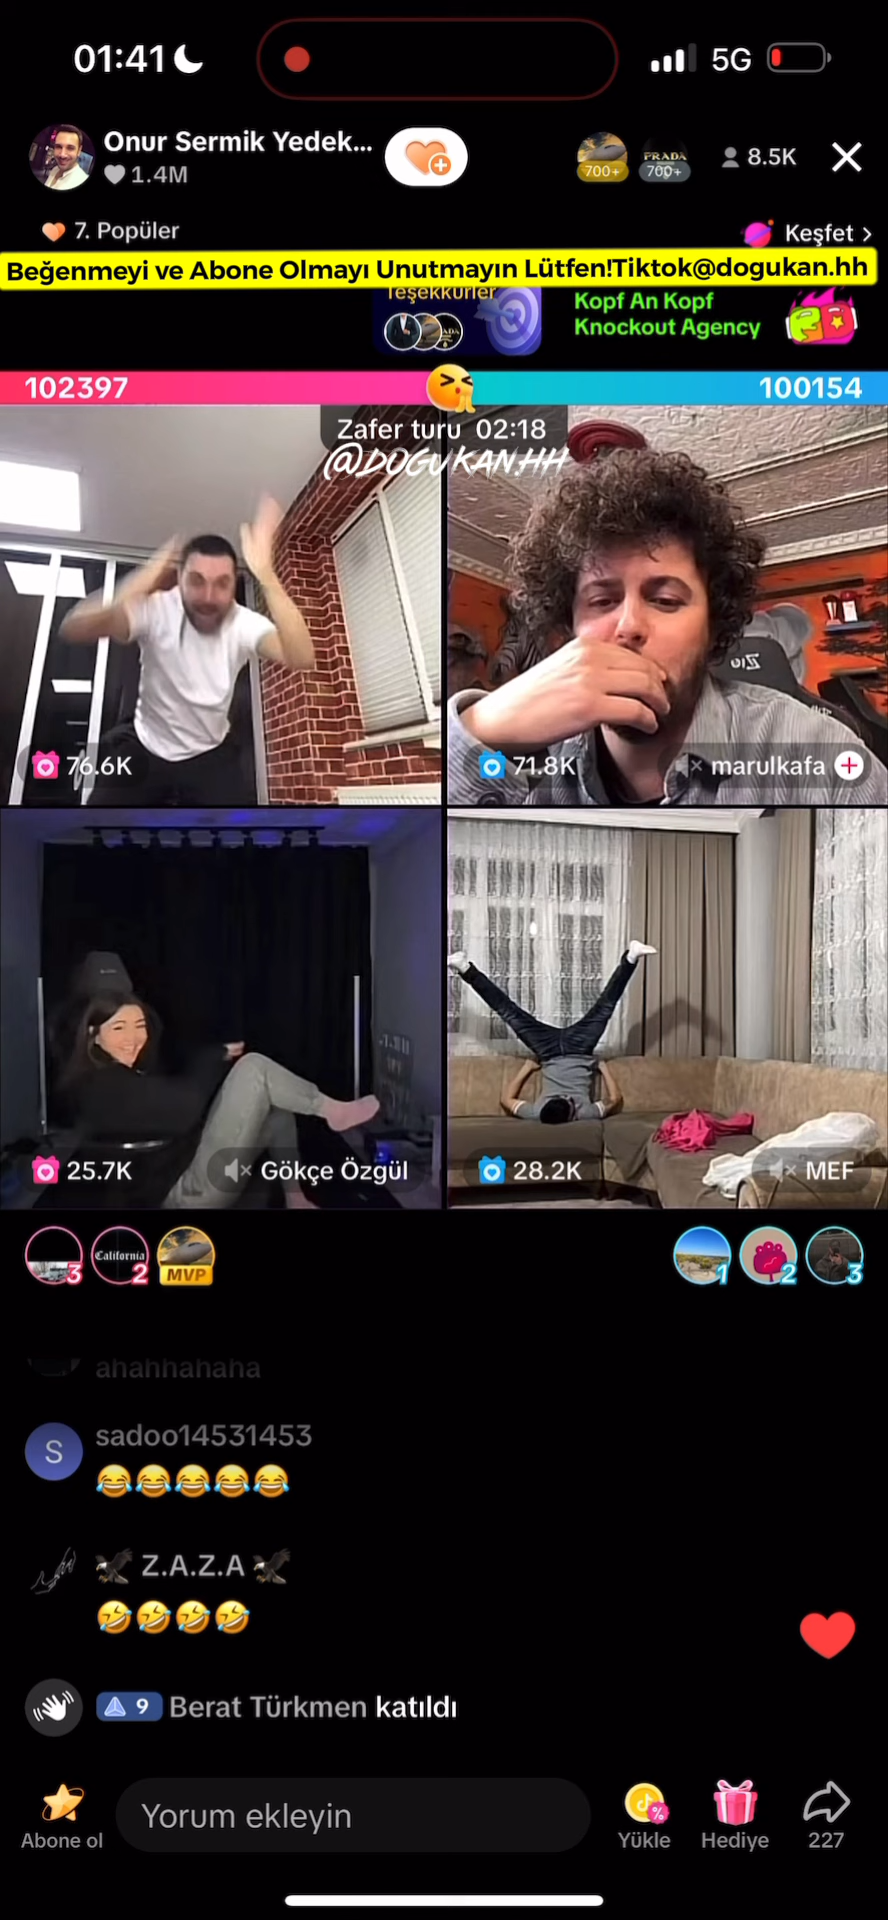 01:41
5G
Onur Sermik Yedek...
1.4M
700+
PRADA
700+
8.5K
7. Popüler
Keşfet >
Beğenmeyi ve Abone Olmayı Unutmayın Lütfen!Tiktok@dogukan.hh
Teşekkürler
Kopf An Kopf
Knockout Agency
102397
100154
Zafer turu 02:18
@DOGUKAN.HH
76.6K
71.8K
marulkafa
25.7K
Gökçe Özgül
28.2K
MEF
3
California
2
MVP
1
2
3
ahahhahaha
S
sadoo14531453
😂😂😂😂😂
🦅 Z.A.Z.A 🦅
🤣🤣🤣🤣
9 Berat Türkmen katıldı
Abone ol
Yorum ekleyin
Yükle
Hediye
227